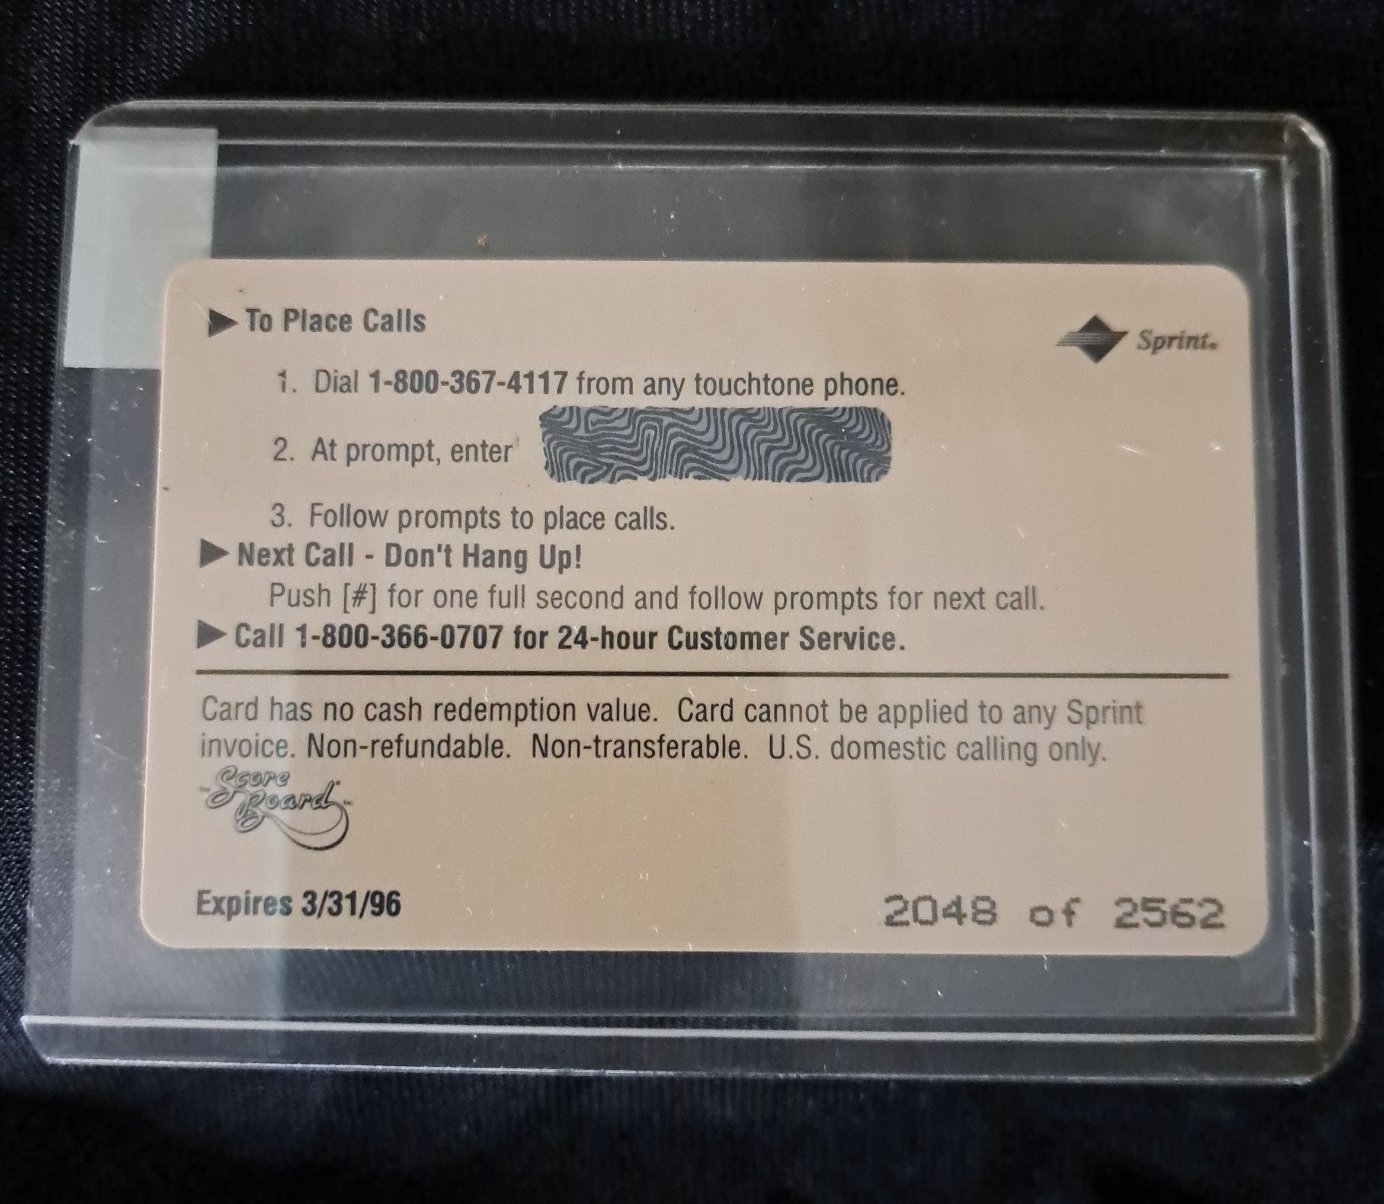 To Place Calls
Sprint.
1. Dial 1-800-367-4117 from any touchtone phone.
2. At prompt, enter
3. Follow prompts to place calls.
Next Call - Don't Hang Up!
Push [#] for one full second and follow prompts for next call.
Call 1-800-366-0707 for 24-hour Customer Service.
Card has no cash redemption value. Card cannot be applied to any Sprint
invoice. Non-refundable. Non-transferable. U.S. domestic calling only.
Score
Board
Expires 3/31/96
2048 of 2562